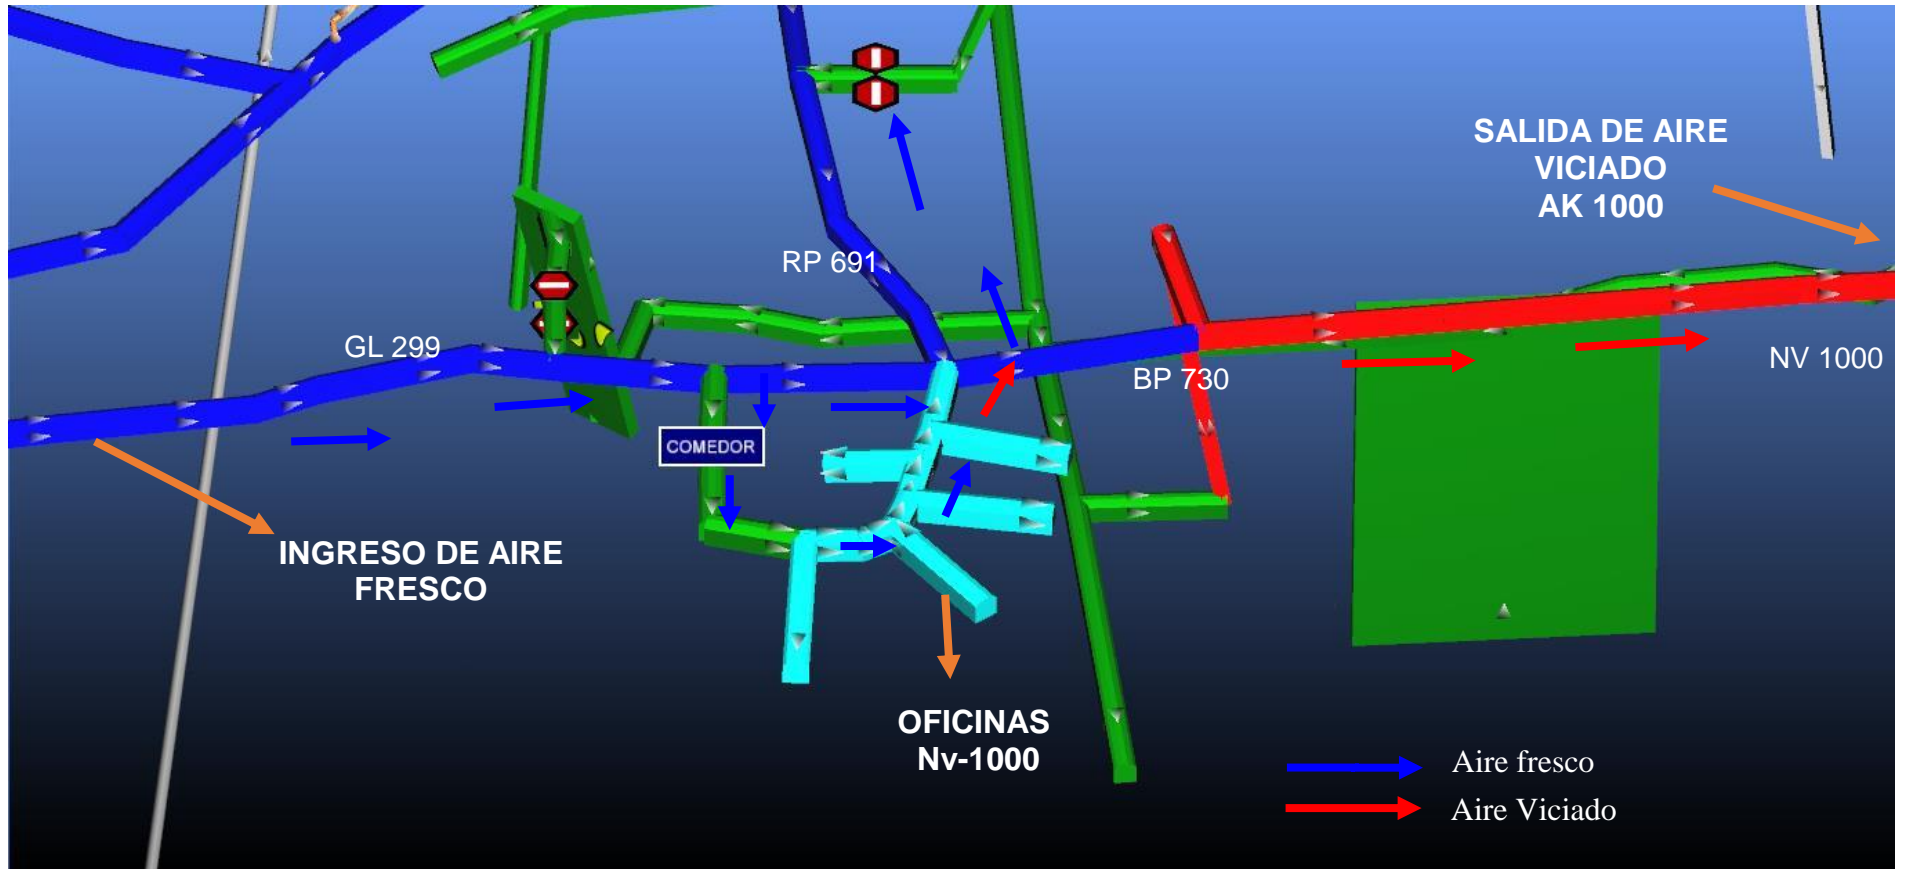 SALIDA DE AIRE
VICIADO
AK 1000
RP 691
GL 299
BP 730
NV 1000
COMEDOR
INGRESO DE AIRE
FRESCO
OFICINAS
Nv-1000
Aire fresco
Aire Viciado